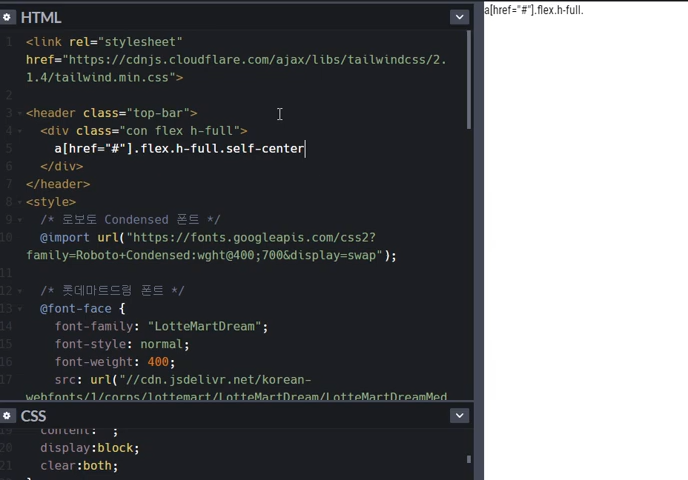 HTML
1 <link rel="stylesheet"
href="https://cdnjs.cloudflare.com/ajax/libs/tailwindcss/2.
1.4/tailwind.min.css">
2
3 <header class="top-bar">
4 <div class="con flex h-full">
5 a[href="#"].flex.h-full.self-center
6 </div>
7 </header>
8 <style>
9 /* 로보토 Condensed 폰트 */
10 @import url("https://fonts.googleapis.com/css2?
family=Roboto+Condensed:wght@400;700&display=swap");
11
12 /* 롯데마트드림 폰트 */
13 @font-face {
14 font-family: "LotteMartDream";
15 font-style: normal;
16 font-weight: 400;
17 src: url("//cdn.jsdelivr.net/korean-
webfonts/1/corps/lottemart/LotteMartDream/LotteMartDreamMed
CSS
19 content: " ";
20 display:block;
21 clear:both;
a[href="#"].flex.h-full.